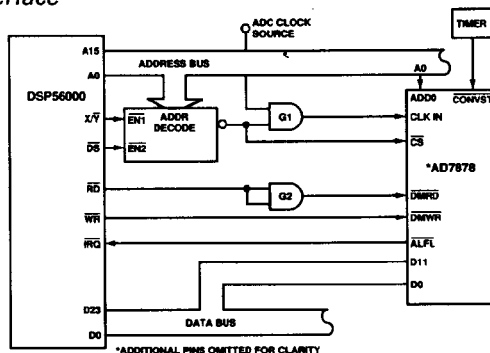 erface
ADC CLOCK
SOURCE
TIMER
A15
ADDRESS BUS
A0
A0
DSP56000
ADD0
CONVST
X/Y
EN1
ADDR
DECODE
G1
CLK IN
DS
EN2
CS
*AD7878
RD
G2
DMRD
WR
DMWR
IRQ
ALFL
D11
D0
D23
DATA BUS
D0
*ADDITIONAL PINS OMITTED FOR CLARITY